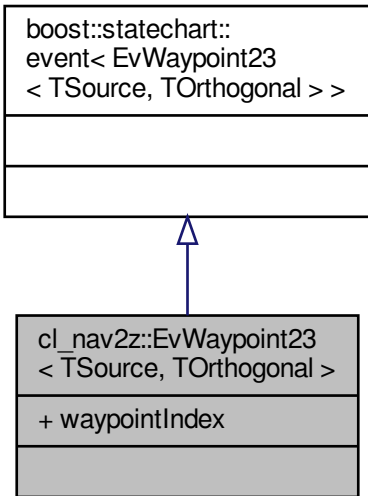 boost::statechart::
event< EvWaypoint23
< TSource, TOrthogonal > >
cl_nav2z::EvWaypoint23
< TSource, TOrthogonal >
+ waypointIndex